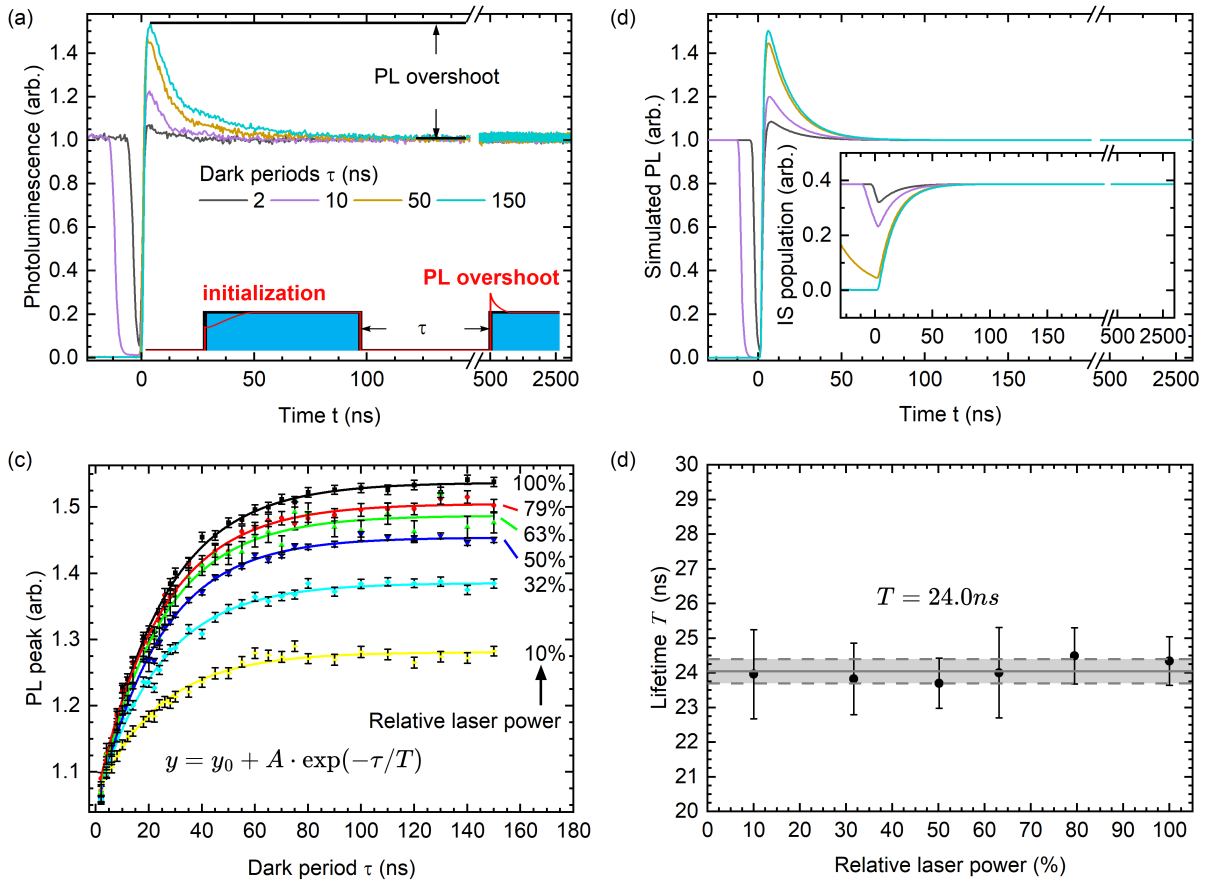 (a)
1.4
1.2
1.0
0.8
0.6
0.4
0.2
0.0
Photoluminescence (arb.)
PL overshoot
Dark periods τ (ns)
2 10 50 150
initialization
PL overshoot
τ
0 50 100 500 2500
Time t (ns)
(d)
1.4
1.2
1.0
0.8
0.6
0.4
0.2
0.0
Simulated PL (arb.)
IS population (arb.)
0.4
0.2
0.0
0 50 100 150 500 2500
0 50 100 150 500 2500
Time t (ns)
(c)
1.5
1.4
1.3
1.2
1.1
PL peak (arb.)
100%
79%
63%
50%
32%
10%
Relative laser power
y = y0 + A · exp(−τ/T)
0 20 40 60 80 100 120 140 160 180
Dark period τ (ns)
(d)
30
29
28
27
26
25
24
23
22
21
20
Lifetime T (ns)
T = 24.0ns
0 10 20 30 40 50 60 70 80 90 100
Relative laser power (%)